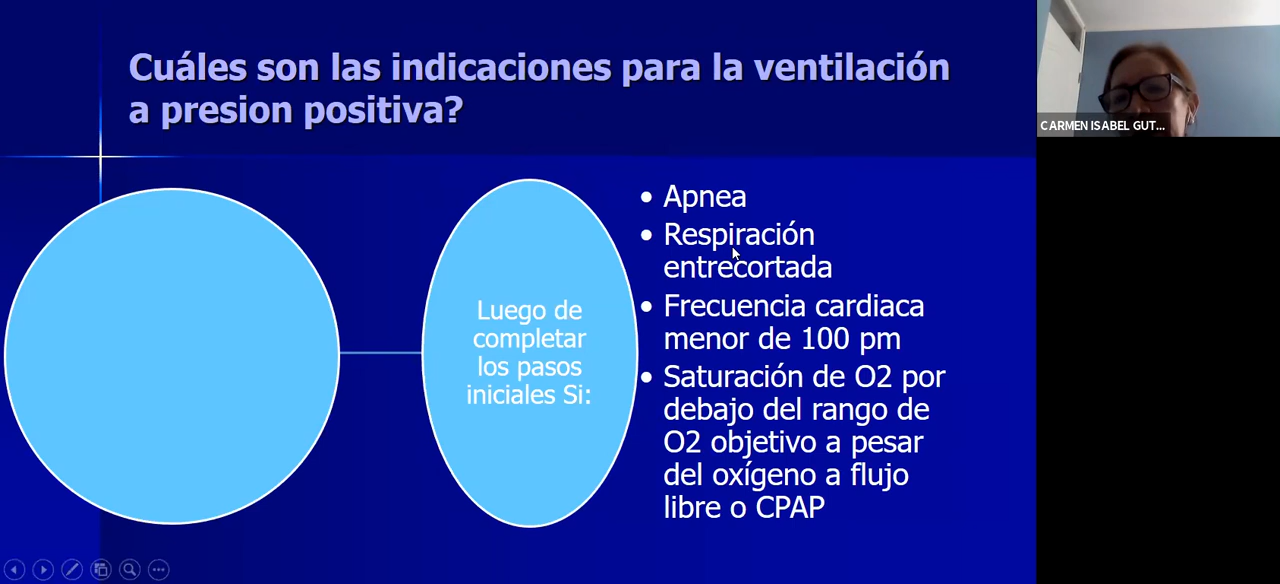 Cuáles son las indicaciones para la ventilación
a presion positiva?
CARMEN ISABEL GUT...
Luego de
completar
los pasos
iniciales Si:
• Apnea
• Respiración
entrecortada
• Frecuencia cardiaca
menor de 100 pm
• Saturación de O2 por
debajo del rango de
O2 objetivo a pesar
del oxígeno a flujo
libre o CPAP